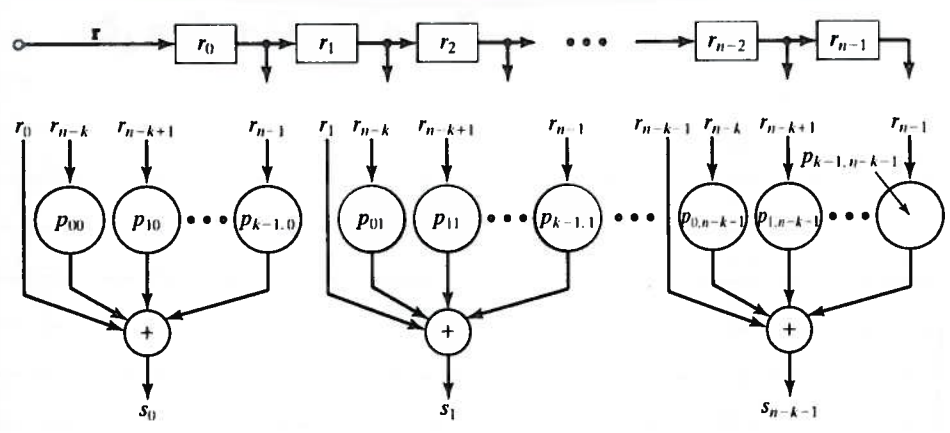 r r₀ r₁ r₂ ••• rₙ₋₂ rₙ₋₁
r₀ rₙ₋ₖ rₙ₋ₖ₊₁ rₙ₋₁ r₁ rₙ₋ₖ rₙ₋ₖ₊₁ rₙ₋₁ rₙ₋ₖ₋₁ rₙ₋ₖ rₙ₋ₖ₊₁ rₙ₋₁
pₖ₋₁,ₙ₋ₖ₋₁
p₀₀ p₁₀ ••• pₖ₋₁,₀ p₀₁ p₁₁ ••• pₖ₋₁,₁ ••• p₀,ₙ₋ₖ₋₁ p₁,ₙ₋ₖ₋₁ •••
+ + +
s₀ s₁ sₙ₋ₖ₋₁